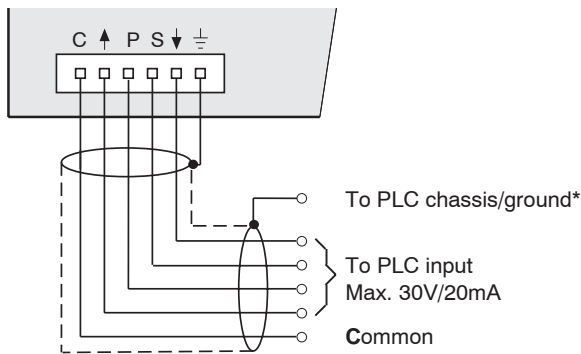 C ↑ P S ↓ ⏚
To PLC chassis/ground*
To PLC input
Max. 30V/20mA
Common